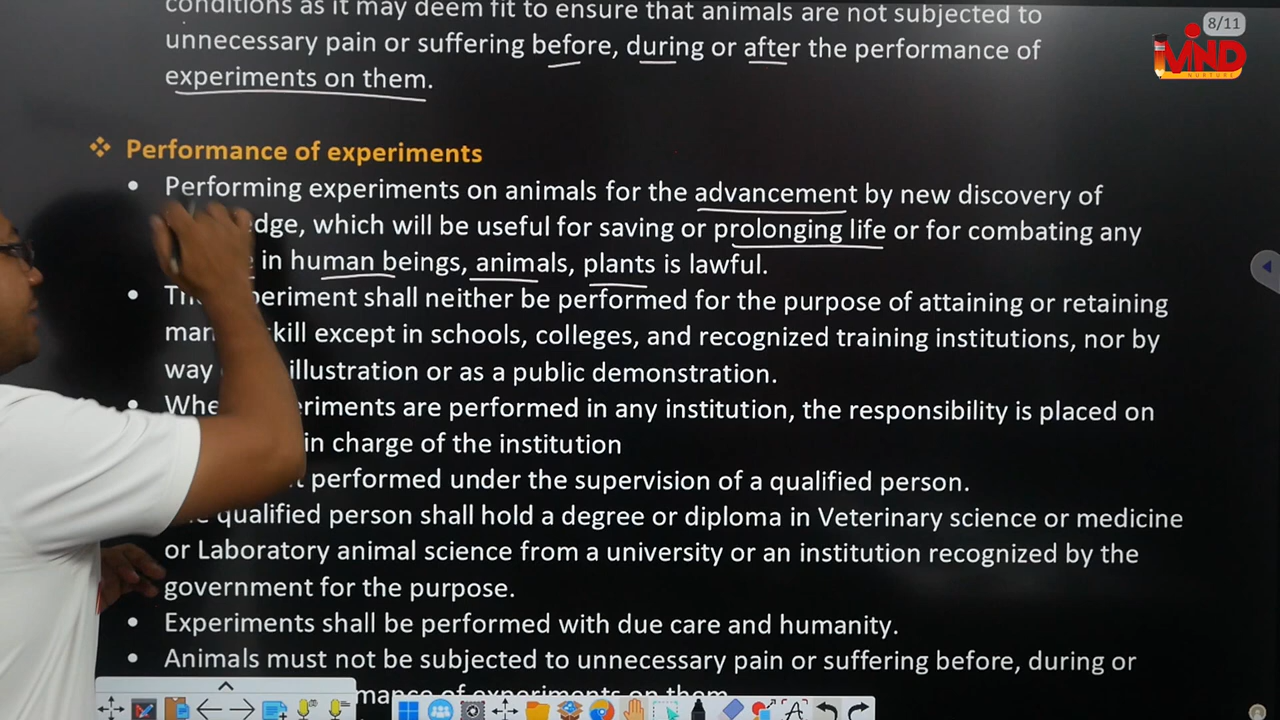 conditions as it may deem fit to ensure that animals are not subjected to
unnecessary pain or suffering before, during or after the performance of
experiments on them.
8/11
MIND
NURTURE
Performance of experiments
Performing experiments on animals for the advancement by new discovery of
edge, which will be useful for saving or prolonging life or for combating any
in human beings, animals, plants is lawful.
periment shall neither be performed for the purpose of attaining or retaining
man kill except in schools, colleges, and recognized training institutions, nor by
way illustration or as a public demonstration.
Whe eriments are performed in any institution, the responsibility is placed on
in charge of the institution
t performed under the supervision of a qualified person.
qualified person shall hold a degree or diploma in Veterinary science or medicine
or Laboratory animal science from a university or an institution recognized by the
government for the purpose.
Experiments shall be performed with due care and humanity.
Animals must not be subjected to unnecessary pain or suffering before, during or
mance of experiments on them